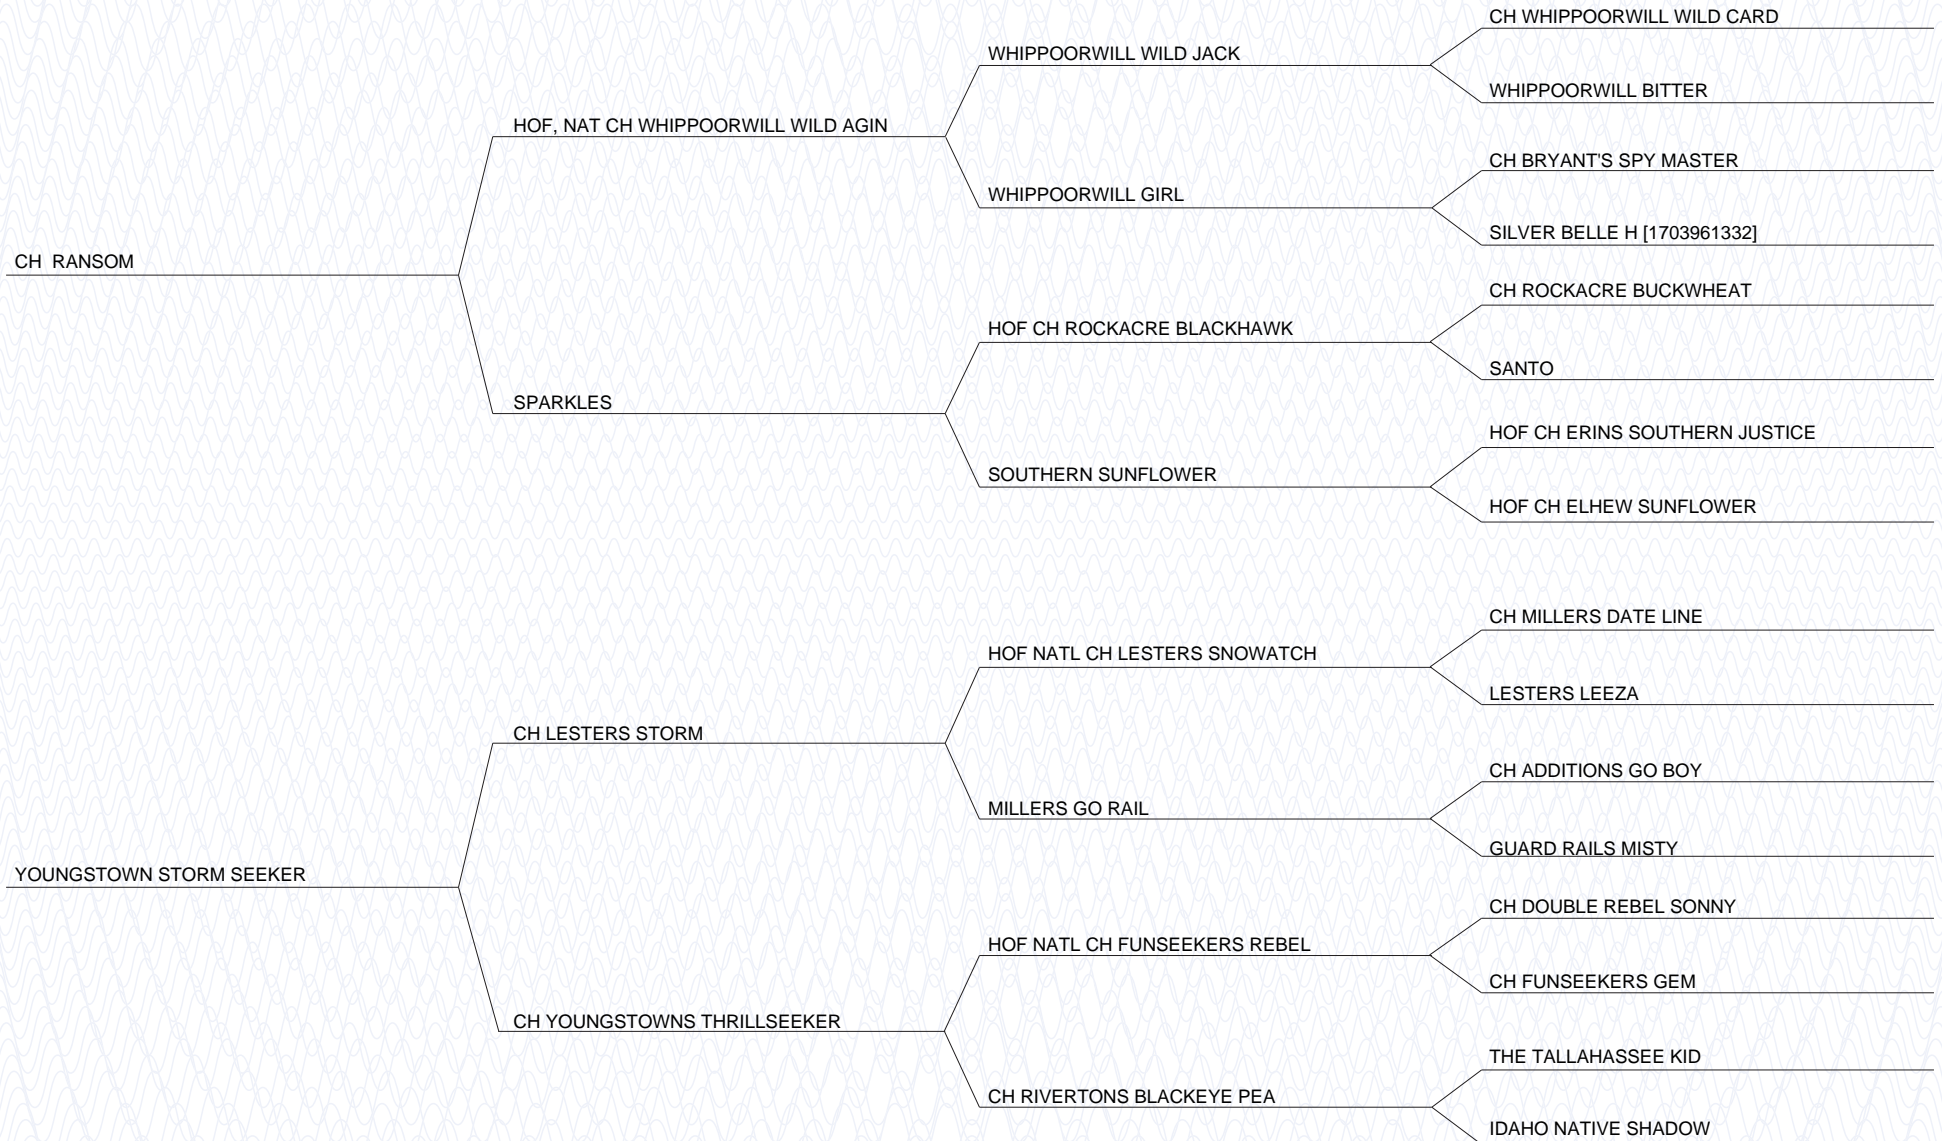 CH WHIPPOORWILL WILD CARD
WHIPPOORWILL WILD JACK
WHIPPOORWILL BITTER
HOF, NAT CH WHIPPOORWILL WILD AGIN
CH BRYANT'S SPY MASTER
WHIPPOORWILL GIRL
SILVER BELLE H [1703961332]
CH  RANSOM
CH ROCKACRE BUCKWHEAT
HOF CH ROCKACRE BLACKHAWK
SANTO
SPARKLES
HOF CH ERINS SOUTHERN JUSTICE
SOUTHERN SUNFLOWER
HOF CH ELHEW SUNFLOWER
CH MILLERS DATE LINE
HOF NATL CH LESTERS SNOWATCH
LESTERS LEEZA
CH LESTERS STORM
CH ADDITIONS GO BOY
MILLERS GO RAIL
GUARD RAILS MISTY
YOUNGSTOWN STORM SEEKER
CH DOUBLE REBEL SONNY
HOF NATL CH FUNSEEKERS REBEL
CH FUNSEEKERS GEM
CH YOUNGSTOWNS THRILLSEEKER
THE TALLAHASSEE KID
CH RIVERTONS BLACKEYE PEA
IDAHO NATIVE SHADOW